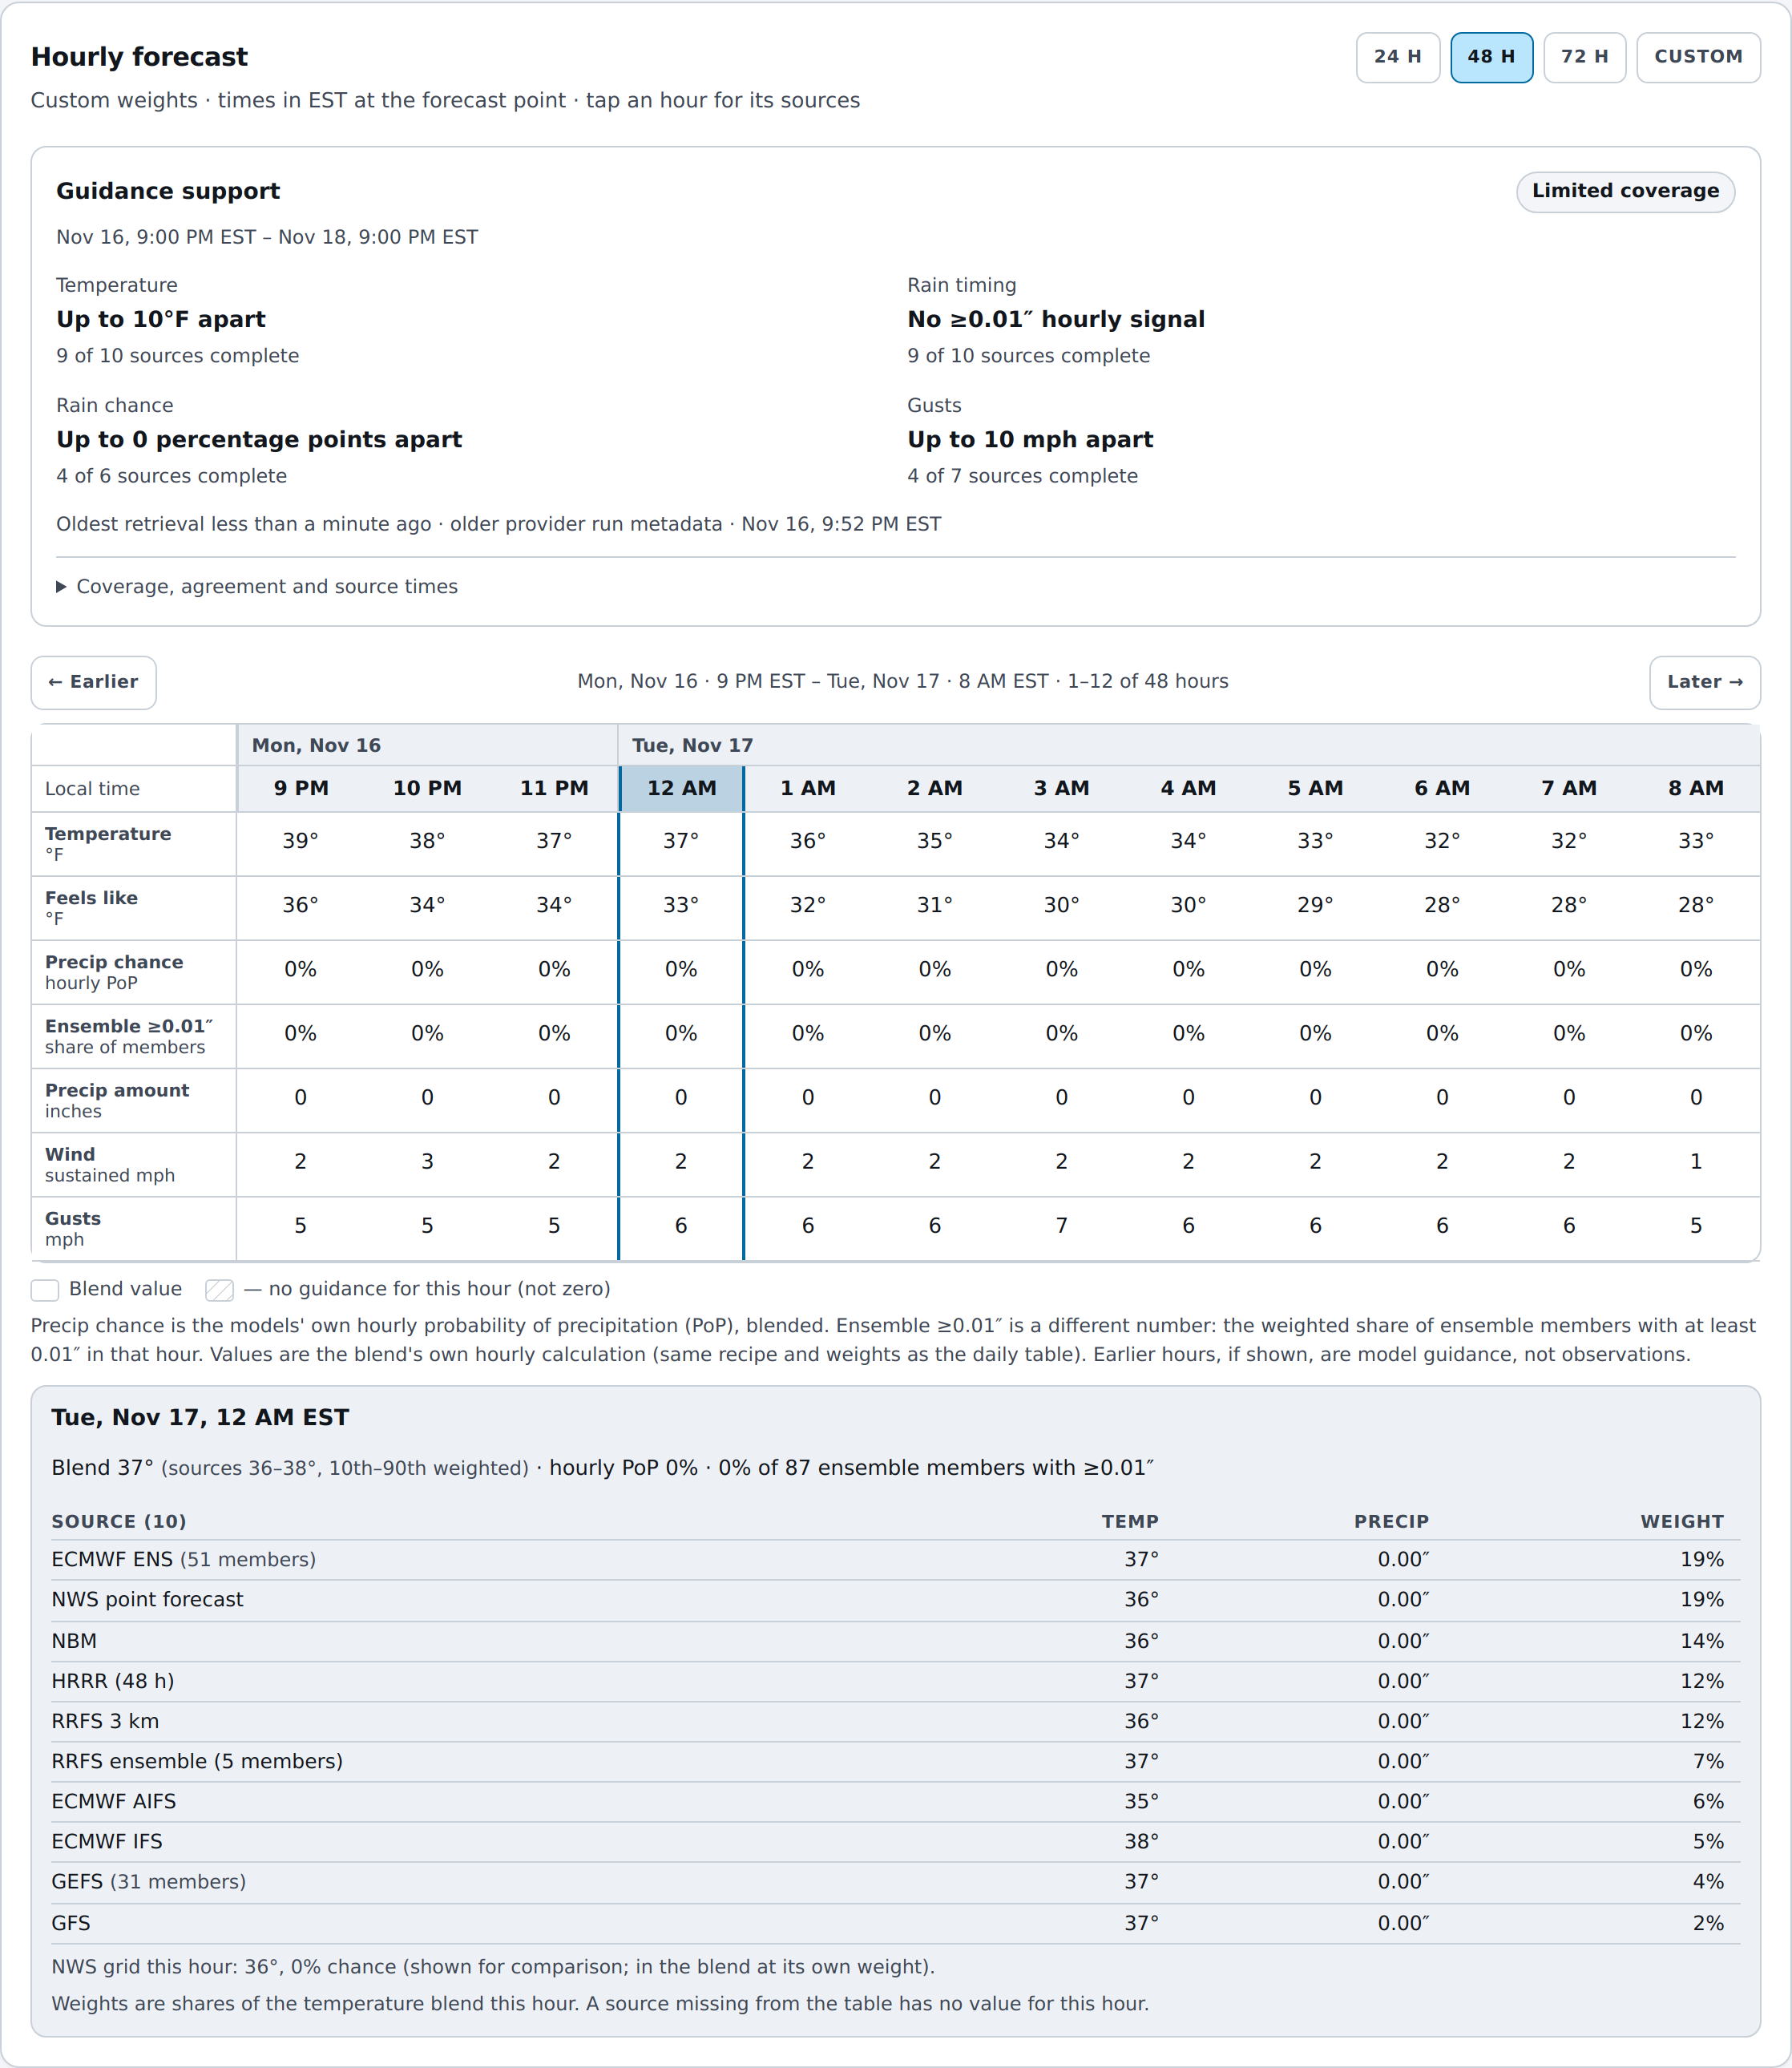 Hourly forecast
24 H 48 H 72 H CUSTOM
Custom weights · times in EST at the forecast point · tap an hour for its sources
Guidance support
Limited coverage
Nov 16, 9:00 PM EST – Nov 18, 9:00 PM EST
Temperature
Up to 10°F apart
9 of 10 sources complete
Rain timing
No ≥0.01″ hourly signal
9 of 10 sources complete
Rain chance
Up to 0 percentage points apart
4 of 6 sources complete
Gusts
Up to 10 mph apart
4 of 7 sources complete
Oldest retrieval less than a minute ago · older provider run metadata · Nov 16, 9:52 PM EST
▶ Coverage, agreement and source times
← Earlier
Mon, Nov 16 · 9 PM EST – Tue, Nov 17 · 8 AM EST · 1–12 of 48 hours
Later →
Mon, Nov 16 Tue, Nov 17
Local time 9 PM 10 PM 11 PM 12 AM 1 AM 2 AM 3 AM 4 AM 5 AM 6 AM 7 AM 8 AM
Temperature
°F
39° 38° 37° 37° 36° 35° 34° 34° 33° 32° 32° 33°
Feels like
°F
36° 34° 34° 33° 32° 31° 30° 30° 29° 28° 28° 28°
Precip chance
hourly PoP
0% 0% 0% 0% 0% 0% 0% 0% 0% 0% 0% 0%
Ensemble ≥0.01″
share of members
0% 0% 0% 0% 0% 0% 0% 0% 0% 0% 0% 0%
Precip amount
inches
0 0 0 0 0 0 0 0 0 0 0 0
Wind
sustained mph
2 3 2 2 2 2 2 2 2 2 2 1
Gusts
mph
5 5 5 6 6 6 7 6 6 6 6 5
Blend value — no guidance for this hour (not zero)
Precip chance is the models' own hourly probability of precipitation (PoP), blended. Ensemble ≥0.01″ is a different number: the weighted share of ensemble members with at least
0.01″ in that hour. Values are the blend's own hourly calculation (same recipe and weights as the daily table). Earlier hours, if shown, are model guidance, not observations.
Tue, Nov 17, 12 AM EST
Blend 37° (sources 36–38°, 10th–90th weighted) · hourly PoP 0% · 0% of 87 ensemble members with ≥0.01″
SOURCE (10) TEMP PRECIP WEIGHT
ECMWF ENS (51 members) 37° 0.00″ 19%
NWS point forecast 36° 0.00″ 19%
NBM 36° 0.00″ 14%
HRRR (48 h) 37° 0.00″ 12%
RRFS 3 km 36° 0.00″ 12%
RRFS ensemble (5 members) 37° 0.00″ 7%
ECMWF AIFS 35° 0.00″ 6%
ECMWF IFS 38° 0.00″ 5%
GEFS (31 members) 37° 0.00″ 4%
GFS 37° 0.00″ 2%
NWS grid this hour: 36°, 0% chance (shown for comparison; in the blend at its own weight).
Weights are shares of the temperature blend this hour. A source missing from the table has no value for this hour.